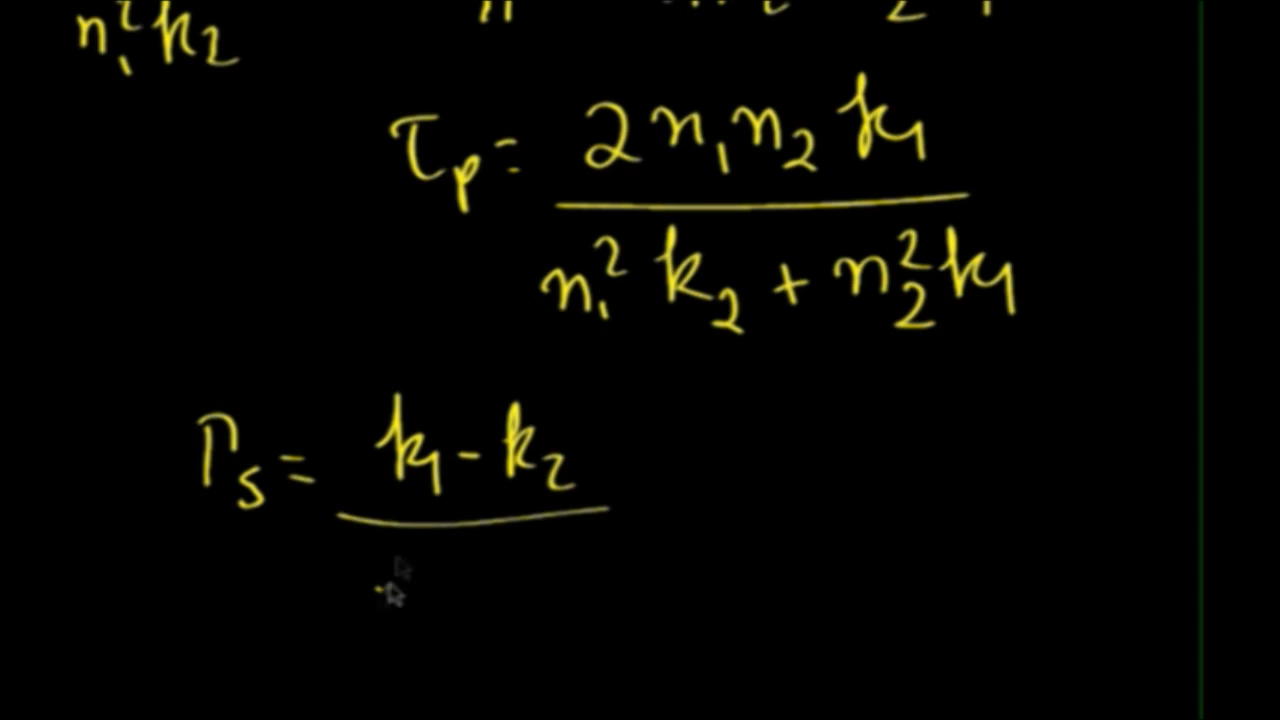 n₁²k₂
τₚ = 2n₁n₂k₁
n₁²k₂ + n₂²k₁
Γₛ = k₁ - k₂